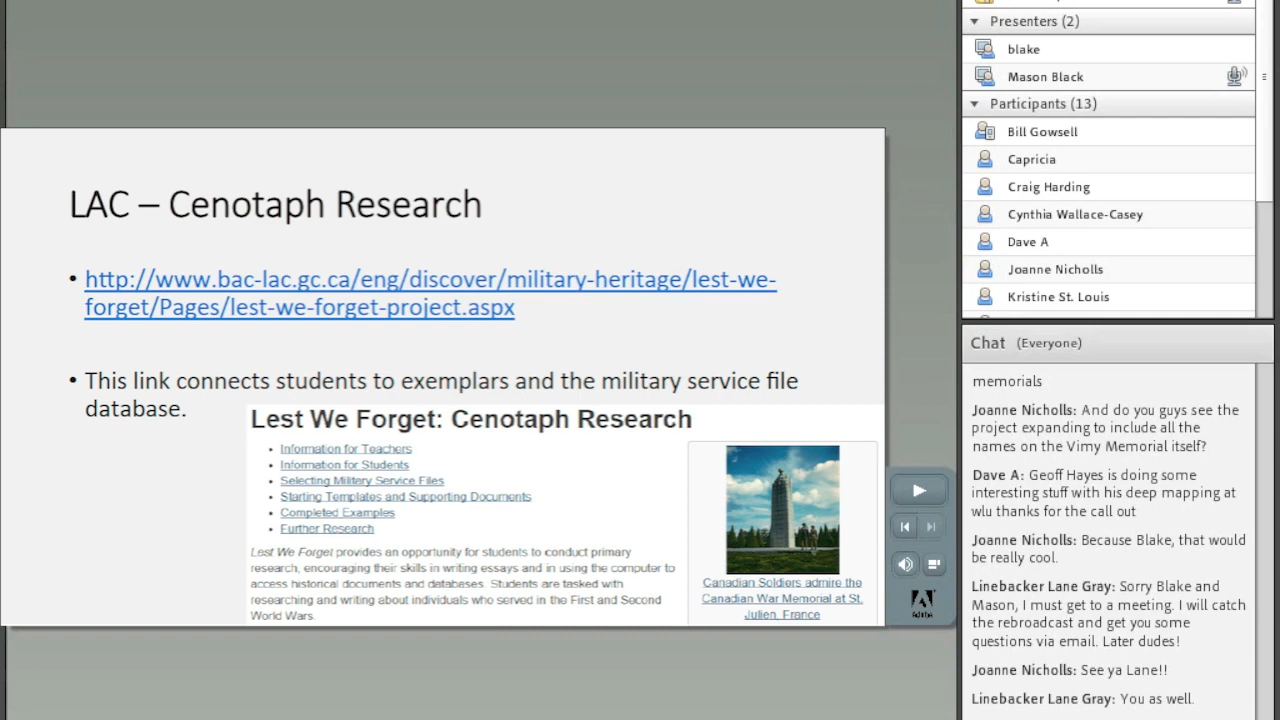 LAC – Cenotaph Research
• http://www.bac-lac.gc.ca/eng/discover/military-heritage/lest-we-
forget/Pages/lest-we-forget-project.aspx
• This link connects students to exemplars and the military service file
database.
Lest We Forget: Cenotaph Research
• Information for Teachers
• Information for Students
• Selecting Military Service Files
• Starting Templates and Supporting Documents
• Completed Examples
• Further Research
Lest We Forget provides an opportunity for students to conduct primary
research, encouraging their skills in writing essays and in using the computer to
access historical documents and databases. Students are tasked with
researching and writing about individuals who served in the First and Second
World Wars.
Canadian Soldiers admire the
Canadian War Memorial at St.
Julien, France
Adobe
Presenters (2)
blake
Mason Black
Participants (13)
Bill Gowsell
Capricia
Craig Harding
Cynthia Wallace-Casey
Dave A
Joanne Nicholls
Kristine St. Louis
Chat (Everyone)
memorials
Joanne Nicholls: And do you guys see the
project expanding to include all the
names on the Vimy Memorial itself?
Dave A: Geoff Hayes is doing some
interesting stuff with his deep mapping at
wlu thanks for the call out
Joanne Nicholls: Because Blake, that would
be really cool.
Linebacker Lane Gray: Sorry Blake and
Mason, I must get to a meeting. I will catch
the rebroadcast and get you some
questions via email. Later dudes!
Joanne Nicholls: See ya Lane!!
Linebacker Lane Gray: You as well.